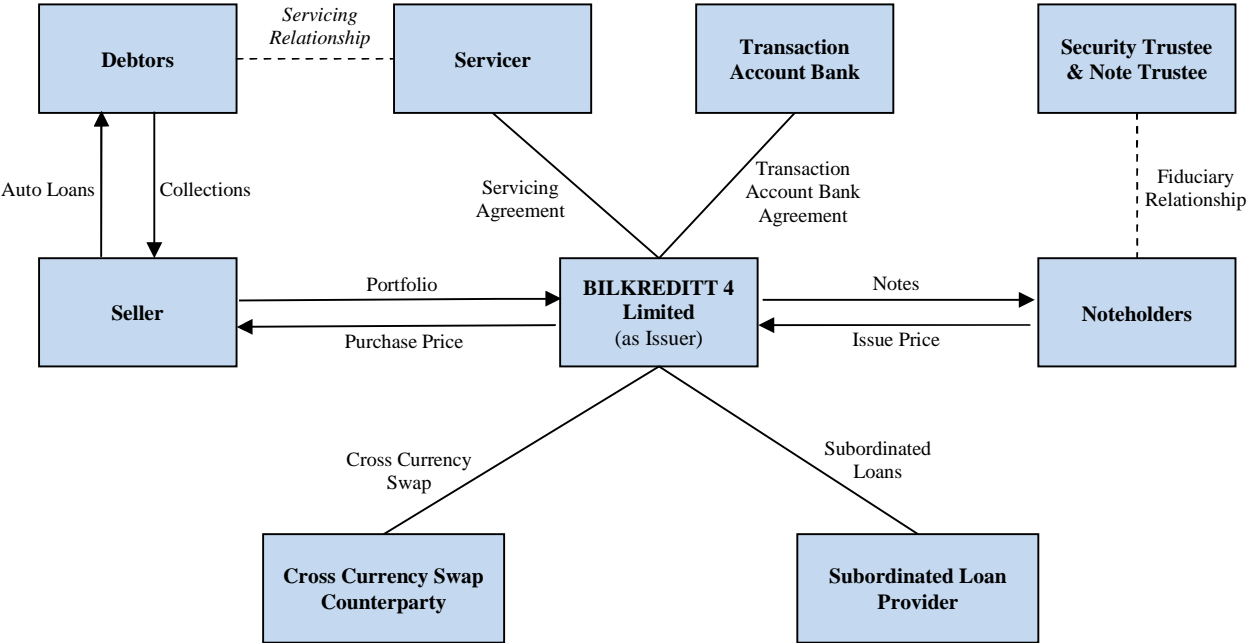 Servicing
Relationship
Debtors
Servicer
Transaction
Account Bank
Security Trustee
& Note Trustee
Auto Loans
Collections
Servicing
Agreement
Transaction
Account Bank
Agreement
Fiduciary
Relationship
Seller
Portfolio
Purchase Price
BILKREDITT 4
Limited
(as Issuer)
Notes
Issue Price
Noteholders
Cross Currency
Swap
Subordinated
Loans
Cross Currency Swap
Counterparty
Subordinated Loan
Provider